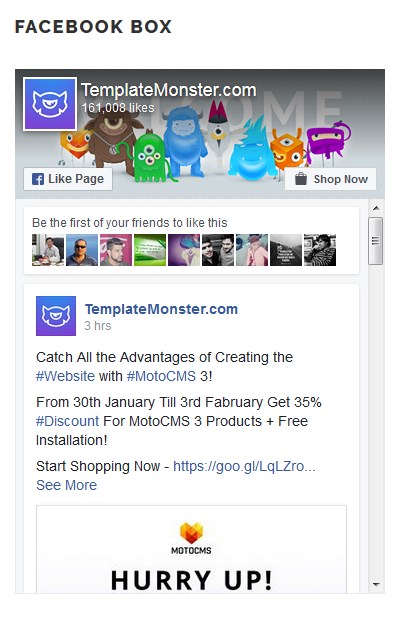 FACEBOOK BOX
TemplateMonster.com
161,008 likes
WELCOME
Like Page
Shop Now
Be the first of your friends to like this
TemplateMonster.com
3 hrs
Catch All the Advantages of Creating the
#Website with #MotoCMS 3!
From 30th January Till 3rd Fabruary Get 35%
#Discount For MotoCMS 3 Products + Free
Installation!
Start Shopping Now - https://goo.gl/LqLZro...
See More
MOTOCMS
HURRY UP!